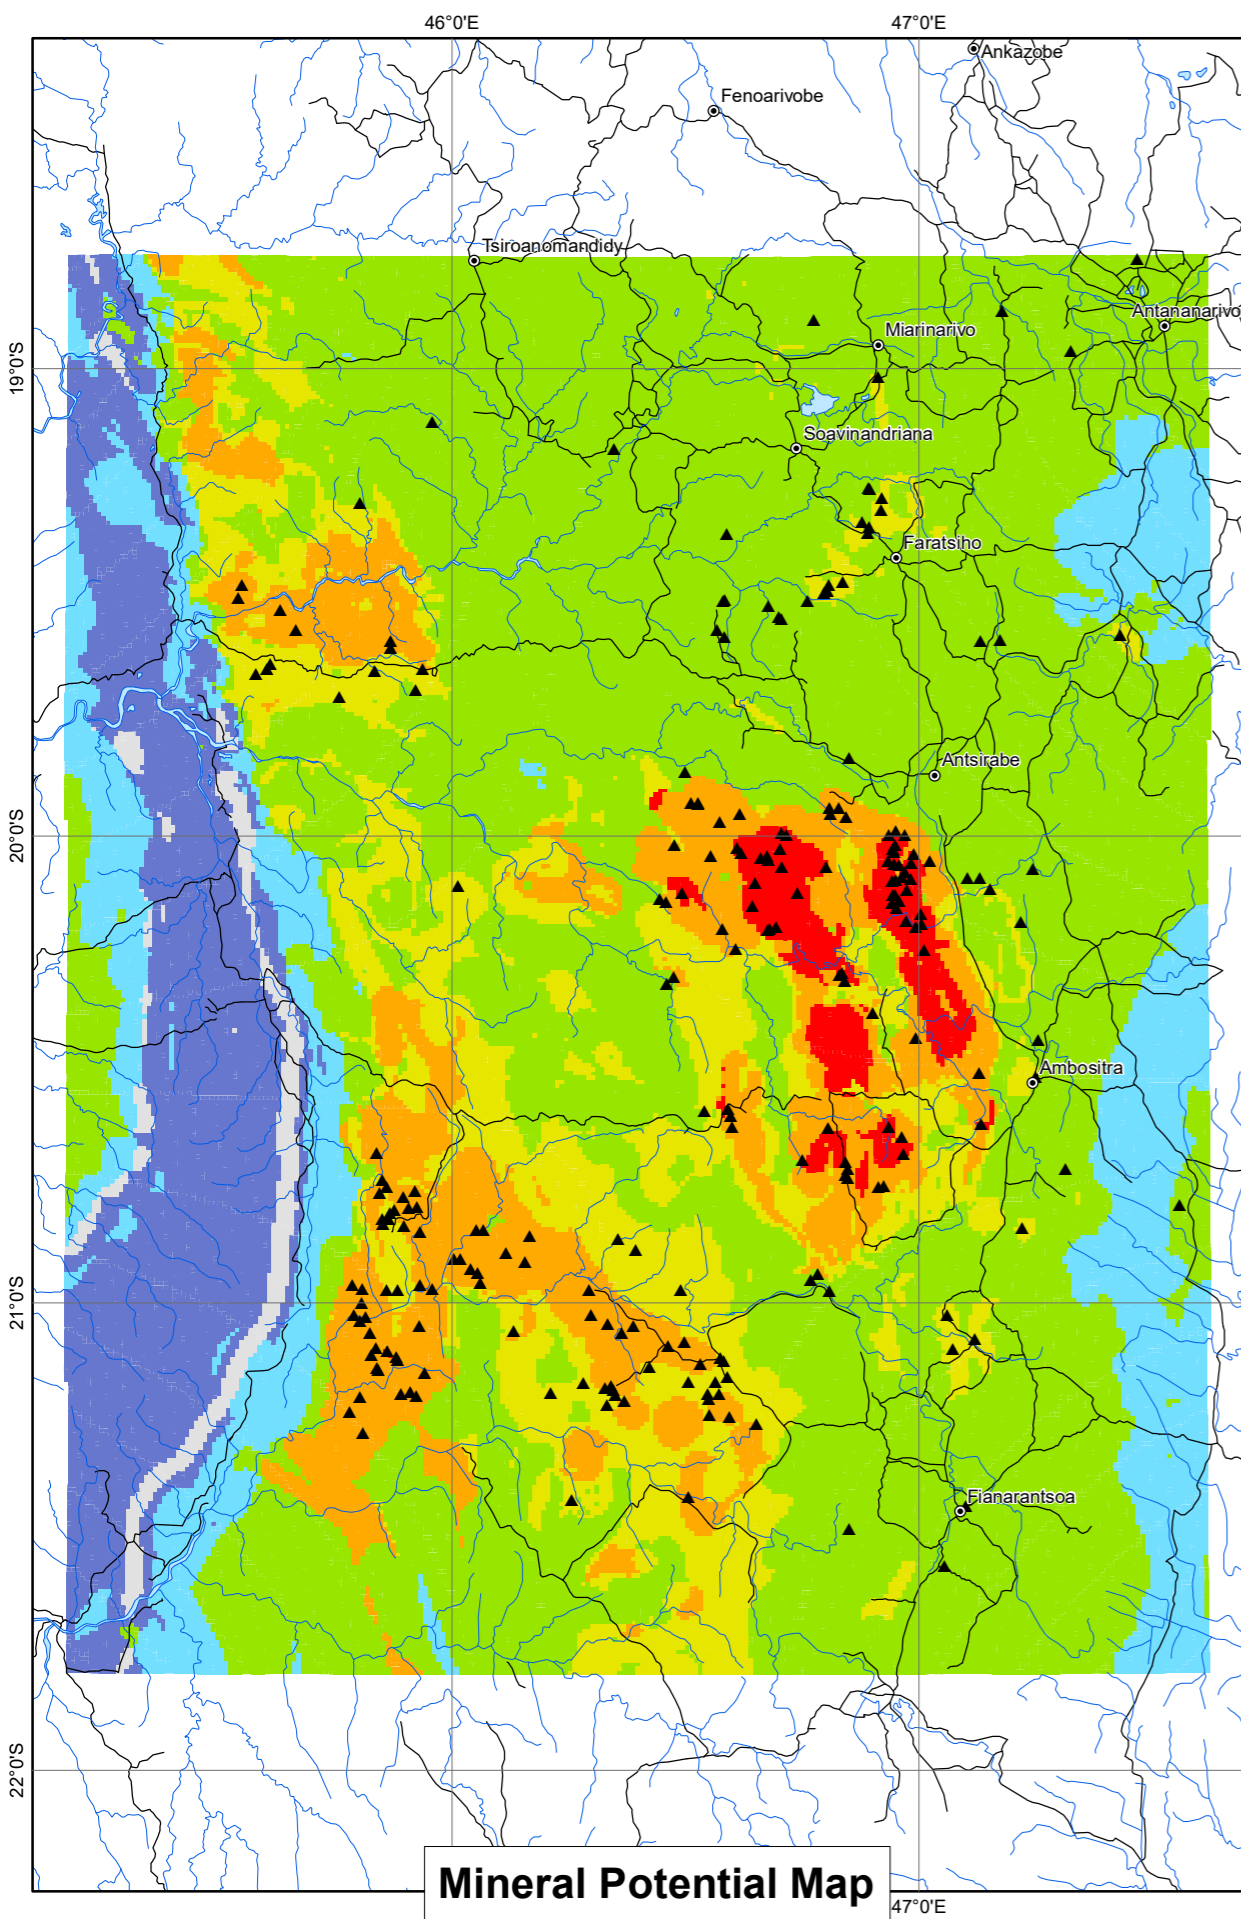 46°0'E
47°0'E
Ankazobe
Fenoarivobe
Tsiroanomandidy
Antananarivo
Miarinarivo
19°0'S
Soavinandriana
Faratsiho
Antsirabe
20°0'S
Ambositra
21°0'S
Fianarantsoa
22°0'S
Mineral Potential Map
47°0'E